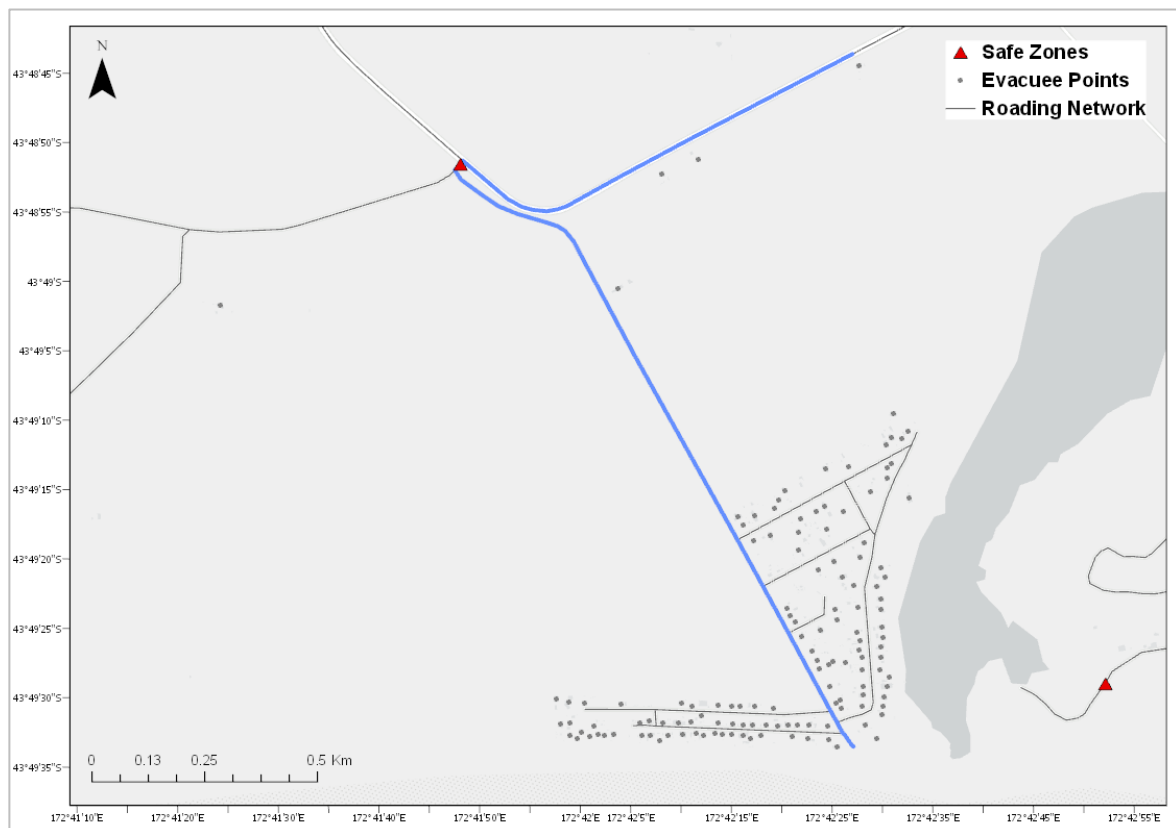 N
Safe Zones
Evacuee Points
Roading Network
43°48'45"S
43°48'50"S
43°48'55"S
43°49'S
43°49'5"S
43°49'10"S
43°49'15"S
43°49'20"S
43°49'25"S
43°49'30"S
43°49'35"S
0 0.13 0.25 0.5 Km
172°41'10"E 172°41'20"E 172°41'30"E 172°41'40"E 172°41'50"E 172°42'E 172°42'5"E 172°42'15"E 172°42'25"E 172°42'35"E 172°42'45"E 172°42'55"E